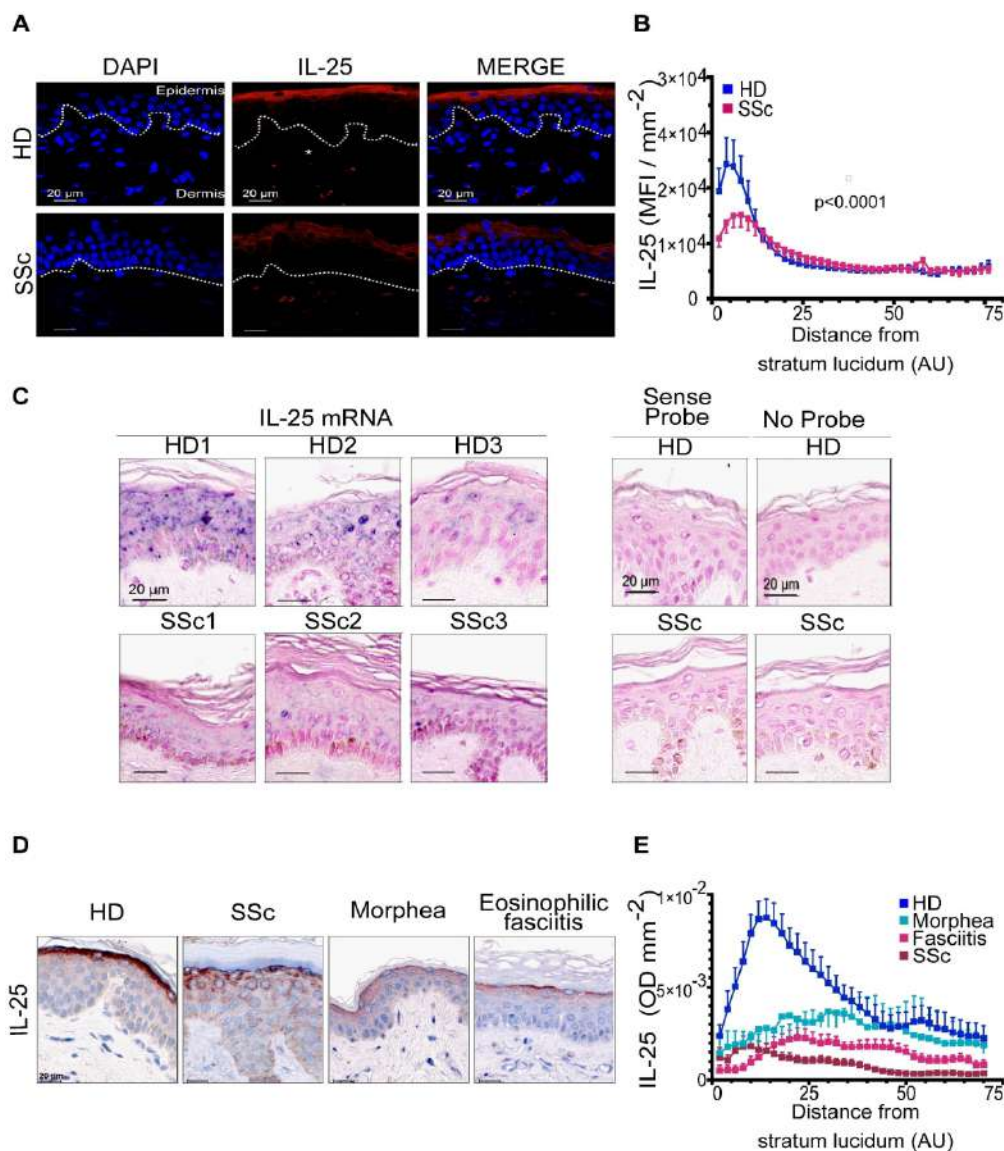 A
DAPI IL-25 MERGE
HD
Epidermis
Dermis
20 µm
20 µm
20 µm
*
SSc
B
IL-25 (MFI / mm-2)
3×10⁴
4×10⁴
2×10⁴
1×10⁴
0
HD
SSc
p<0.0001
0 25 50 75
Distance from
stratum lucidum (AU)
C
IL-25 mRNA
HD1 HD2 HD3
20 µm
SSc1 SSc2 SSc3
Sense
Probe
No Probe
HD HD
20 µm 20 µm
SSc SSc
D
HD SSc Morphea Eosinophilic
fasciitis
IL-25
20 µm
E
IL-25 (OD mm-2)
1×10-2
5×10-3
0
HD
Morphea
Fasciitis
SSc
0 25 50 75
Distance from
stratum lucidum (AU)